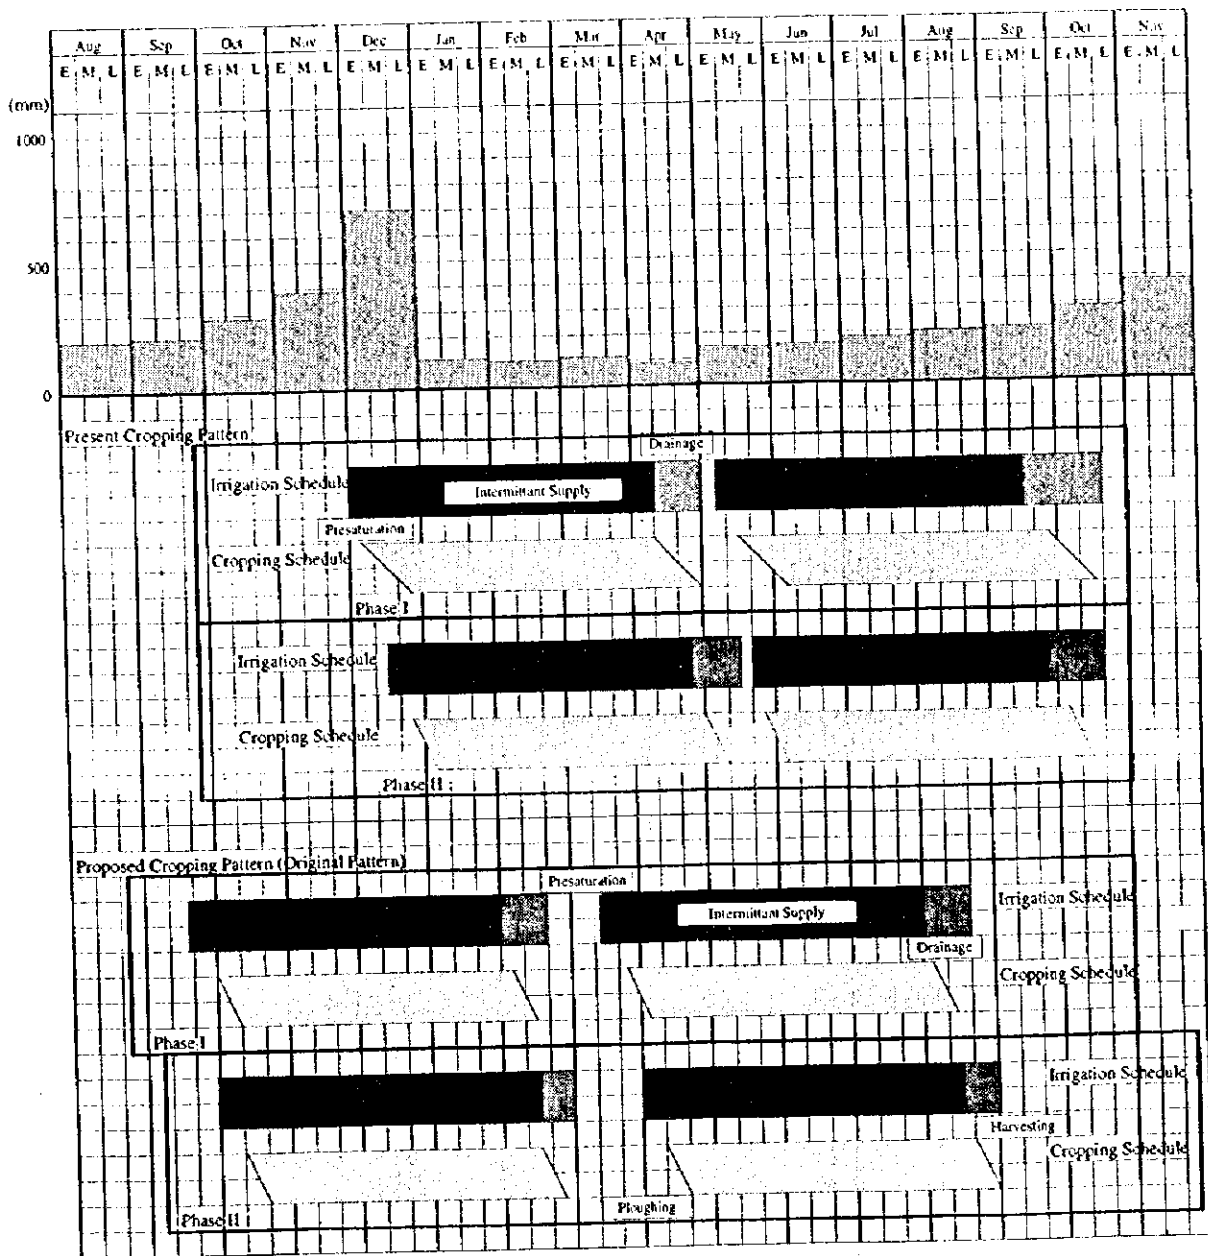 Aug Sep Oct Nov Dec Jan Feb Mar Apr May Jun Jul Aug Sep Oct Nov
E M L E M L E M L E M L E M L E M L E M L E M L E M L E M L E M L E M L E M L E M L E M L E M L
(mm)
1000
500
0
Present Cropping Pattern
Drainage
Irrigation Schedule
Intermittant Supply
Presaturation
Cropping Schedule
Phase I
Irrigation Schedule
Cropping Schedule
Phase II
Proposed Cropping Pattern (Original Pattern)
Presaturation
Irrigation Schedule
Intermittant Supply
Drainage
Cropping Schedule
Phase I
Irrigation Schedule
Harvesting
Cropping Schedule
Ploughing
Phase II